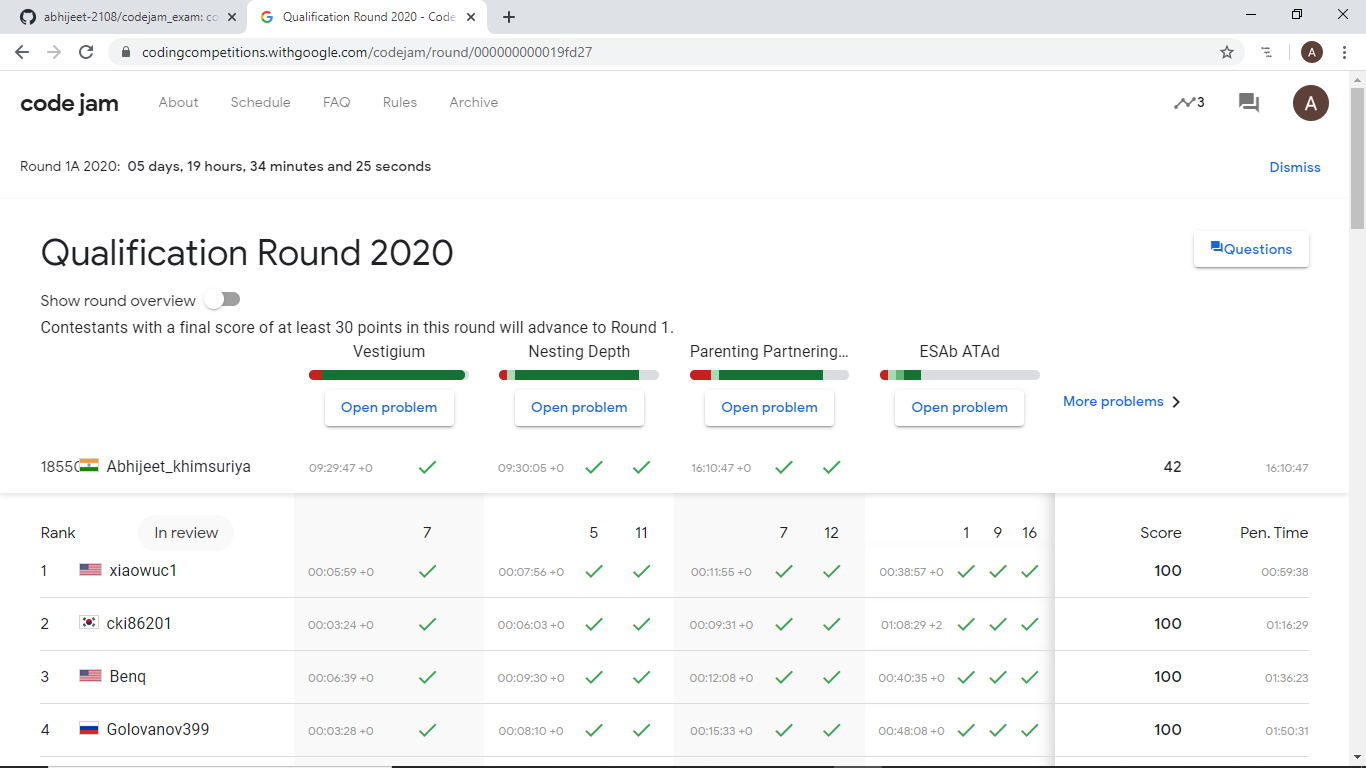 abhijeet-2108/codejam_exam: co
Qualification Round 2020 - Code
codingcompetitions.withgoogle.com/codejam/round/000000000019fd27
A
code jam About Schedule FAQ Rules Archive 3 A
Round 1A 2020: 05 days, 19 hours, 34 minutes and 25 seconds Dismiss
Qualification Round 2020 Questions
Show round overview
Contestants with a final score of at least 30 points in this round will advance to Round 1.
Vestigium Nesting Depth Parenting Partnering... ESAb ATAd
Open problem Open problem Open problem Open problem More problems
Abhijeet_khimsuriya 09:29:47 +0 09:30:05 +0 16:10:47 +0 42 16:10:47
Rank In review 7 5 11 7 12 1 9 16 Score Pen. Time
1 xiaowuc1 00:05:59 +0 00:07:56 +0 00:11:55 +0 00:38:57 +0 100 00:59:38
2 cki86201 00:03:24 +0 00:06:03 +0 00:09:31 +0 01:08:29 +2 100 01:16:29
3 Benq 00:06:39 +0 00:09:30 +0 00:12:08 +0 00:40:35 +0 100 01:36:23
4 Golovanov399 00:03:28 +0 00:08:10 +0 00:15:33 +0 00:48:08 +0 100 01:50:31